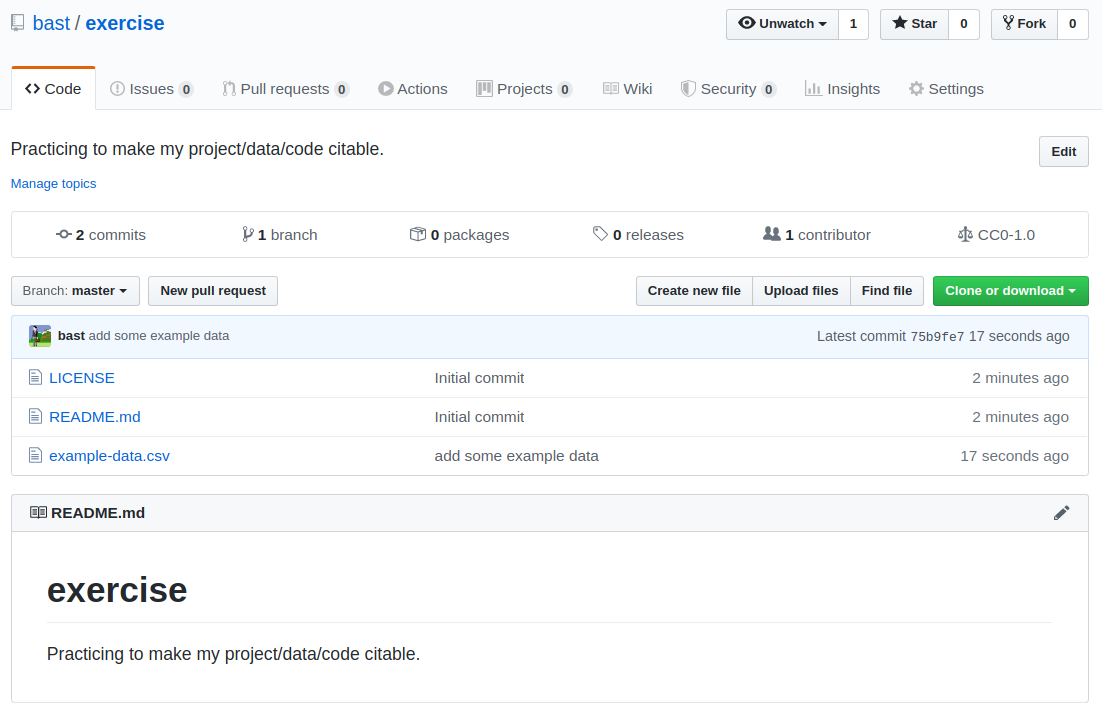 bast / exercise
Unwatch 1 Star 0 Fork 0
Code Issues 0 Pull requests 0 Actions Projects 0 Wiki Security 0 Insights Settings
Practicing to make my project/data/code citable.
Edit
Manage topics
2 commits 1 branch 0 packages 0 releases 1 contributor CC0-1.0
Branch: master New pull request Create new file Upload files Find file Clone or download
bast add some example data Latest commit 75b9fe7 17 seconds ago
LICENSE Initial commit 2 minutes ago
README.md Initial commit 2 minutes ago
example-data.csv add some example data 17 seconds ago
README.md
exercise
Practicing to make my project/data/code citable.